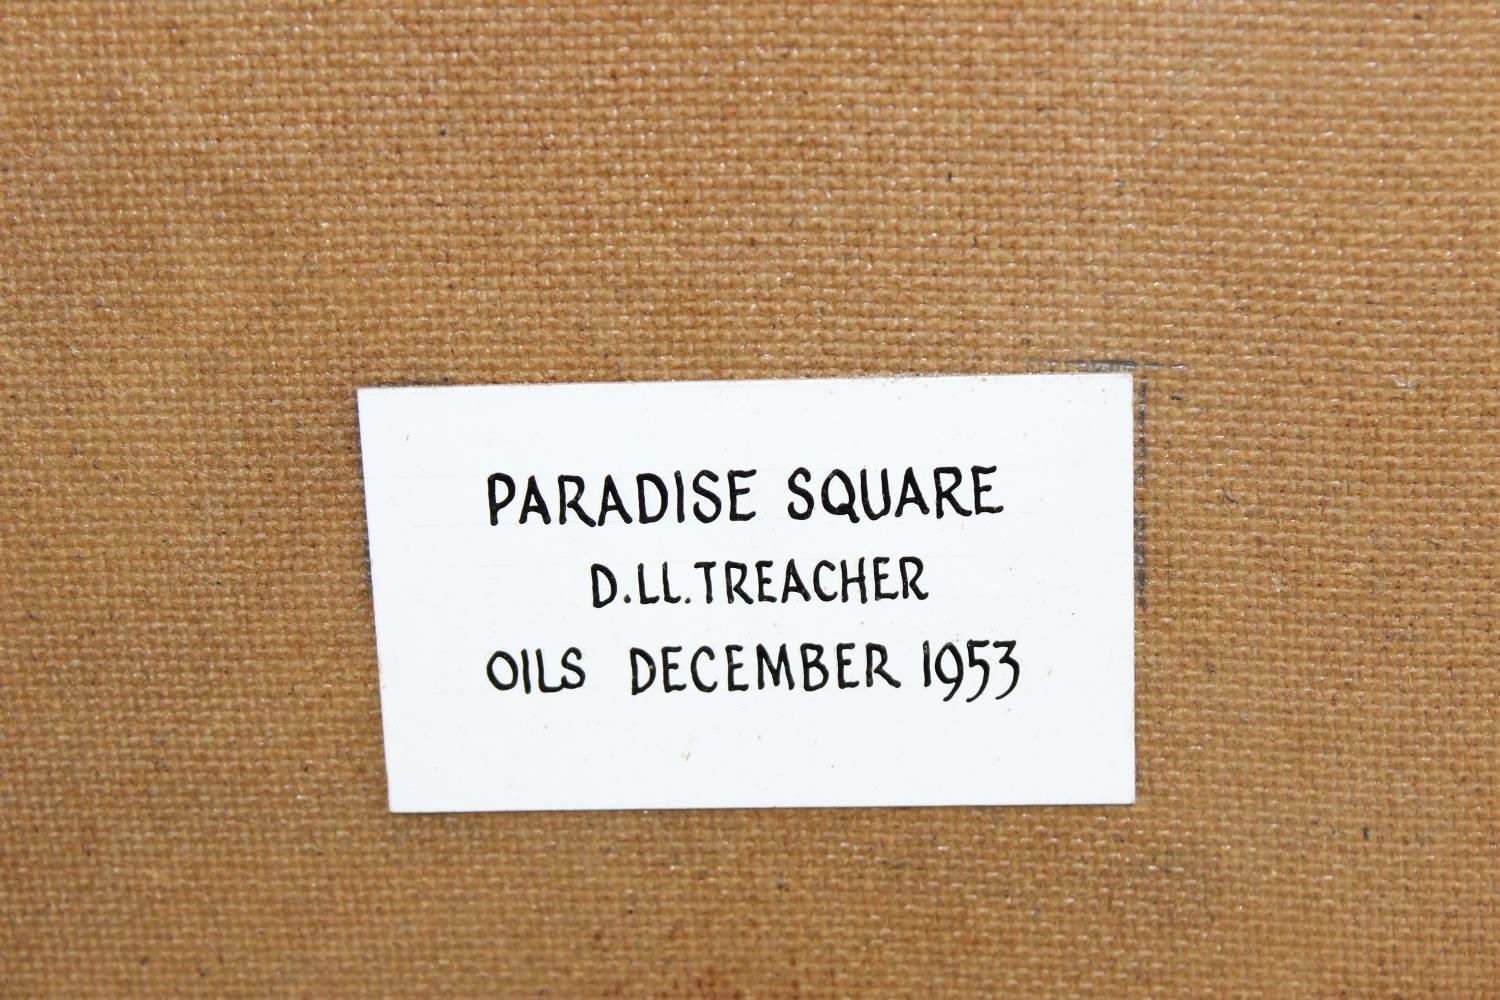 PARADISE SQUARE
D.LL.TREACHER
OILS DECEMBER 1953